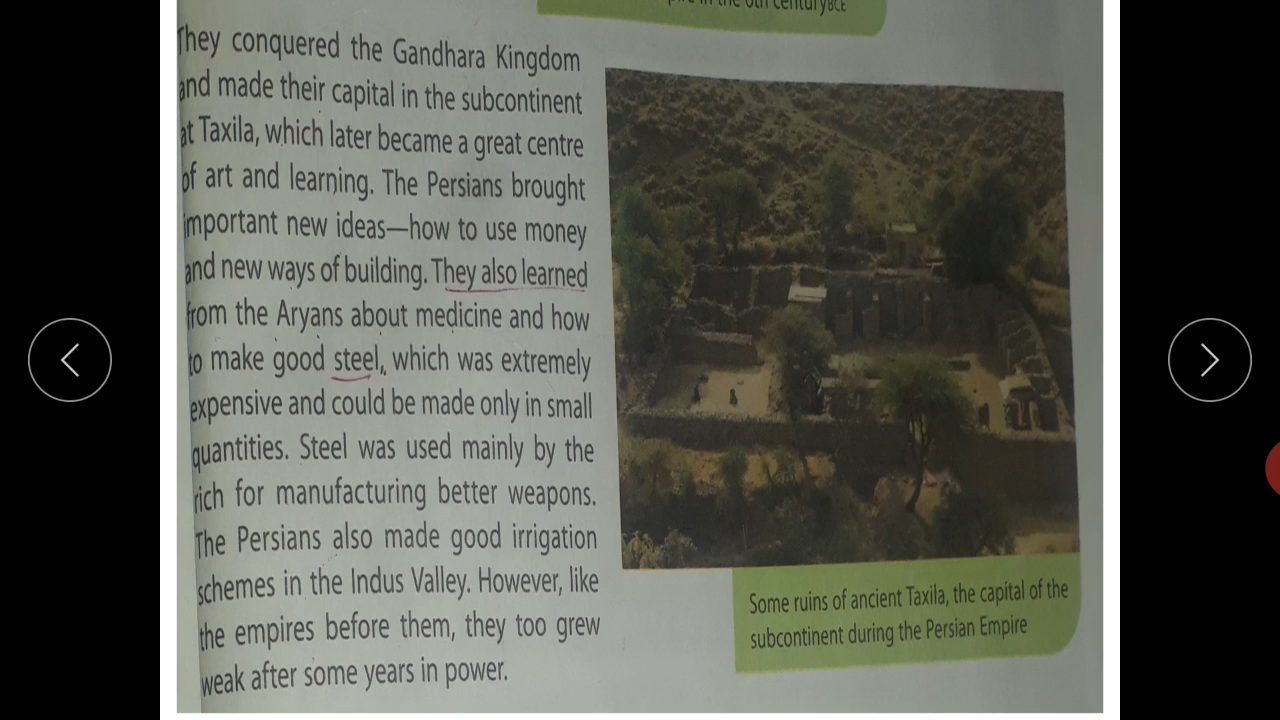 in the 6th centuryBCE
They conquered the Gandhara Kingdom
and made their capital in the subcontinent
at Taxila, which later became a great centre
of art and learning. The Persians brought
important new ideas—how to use money
and new ways of building. They also learned
from the Aryans about medicine and how
to make good steel, which was extremely
expensive and could be made only in small
quantities. Steel was used mainly by the
rich for manufacturing better weapons.
The Persians also made good irrigation
schemes in the Indus Valley. However, like
the empires before them, they too grew
weak after some years in power.
Some ruins of ancient Taxila, the capital of the
subcontinent during the Persian Empire